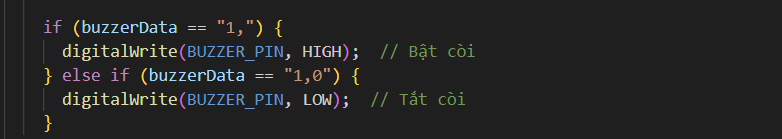 if (buzzerData == "1,") {
digitalWrite(BUZZER_PIN, HIGH);  // Bật còi
} else if (buzzerData == "1,0") {
digitalWrite(BUZZER_PIN, LOW);  // Tắt còi
}